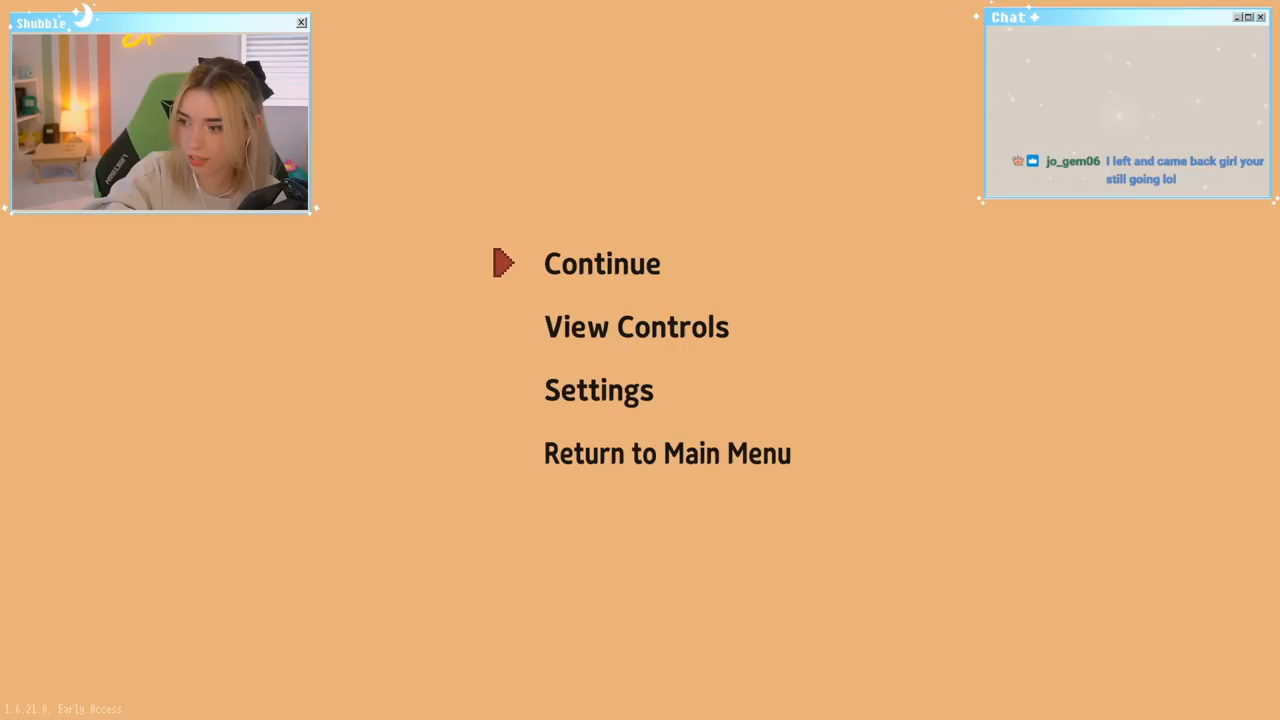 Shubble
Chat
jo_gem06 I left and came back girl your
still going lol
Continue
View Controls
Settings
Return to Main Menu
1.6.21.0, Early Access